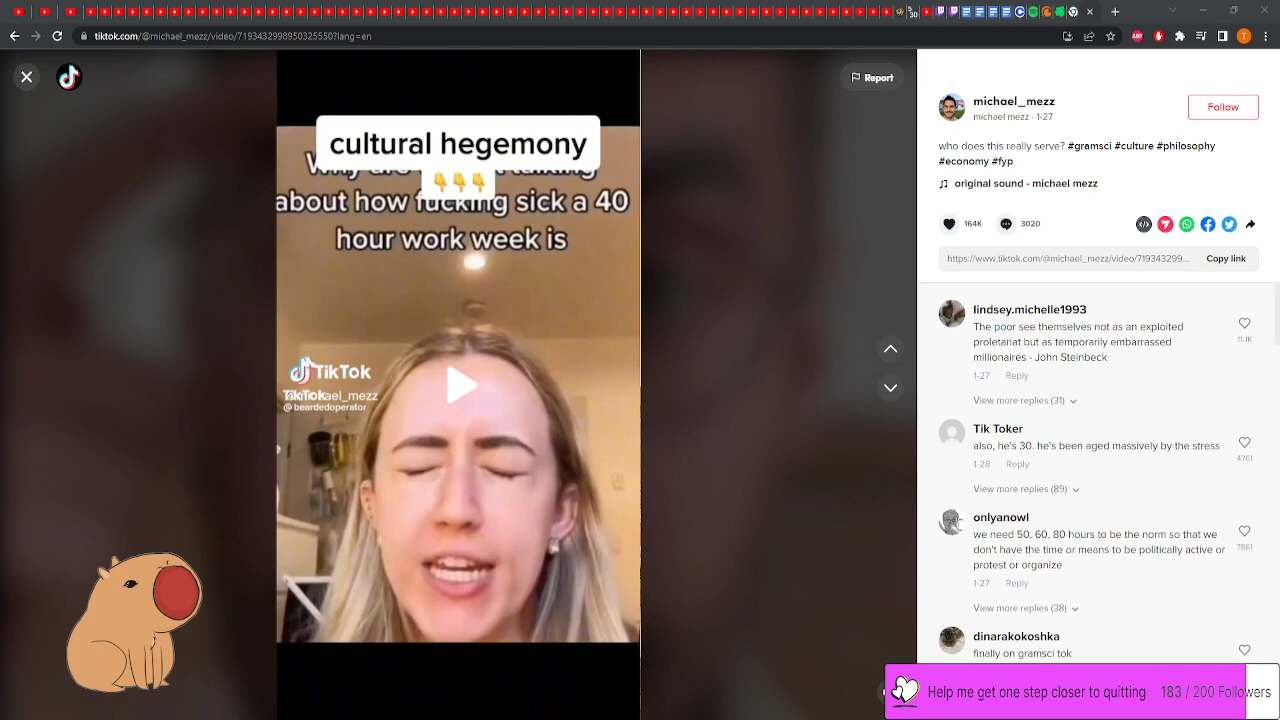 30
tiktok.com/@michael_mezz/video/7193432998950325550?lang=en
ABP
T
Report
cultural hegemony
👇👇👇
about how fucking sick a 40
hour work week is
TikTok
TikTok
@beardedoperator
michael_mezz
michael mezz · 1-27
Follow
who does this really serve? #gramsci #culture #philosophy
#economy #fyp
original sound - michael mezz
164K
3020
https://www.tiktok.com/@michael_mezz/video/719343299...
Copy link
lindsey.michelle1993
The poor see themselves not as an exploited
proletariat but as temporarily embarrassed
millionaires - John Steinbeck
11.1K
1-27 Reply
View more replies (31)
Tik Toker
also, he's 30. he's been aged massively by the stress
4761
1-28 Reply
View more replies (89)
onlyanowl
we need 50, 60, 80 hours to be the norm so that we
don't have the time or means to be politically active or
protest or organize
7861
1-27 Reply
View more replies (38)
dinarakokoshka
finally on gramsci tok
Help me get one step closer to quitting 183 / 200 Followers